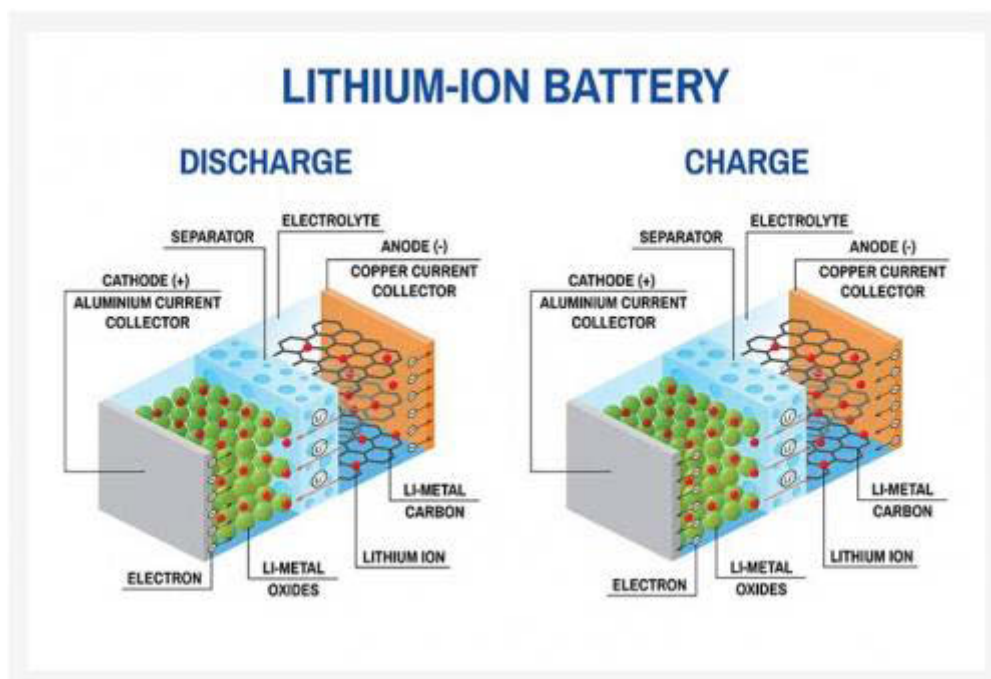 LITHIUM-ION BATTERY
DISCHARGE
ELECTROLYTE
SEPARATOR
ANODE (-)
COPPER CURRENT
COLLECTOR
CATHODE (+)
ALUMINIUM CURRENT
COLLECTOR
LI-METAL
CARBON
LITHIUM ION
LI-METAL
OXIDES
ELECTRON
CHARGE
ELECTROLYTE
SEPARATOR
ANODE (-)
COPPER CURRENT
COLLECTOR
CATHODE (+)
ALUMINIUM CURRENT
COLLECTOR
LI-METAL
CARBON
LITHIUM ION
LI-METAL
OXIDES
ELECTRON